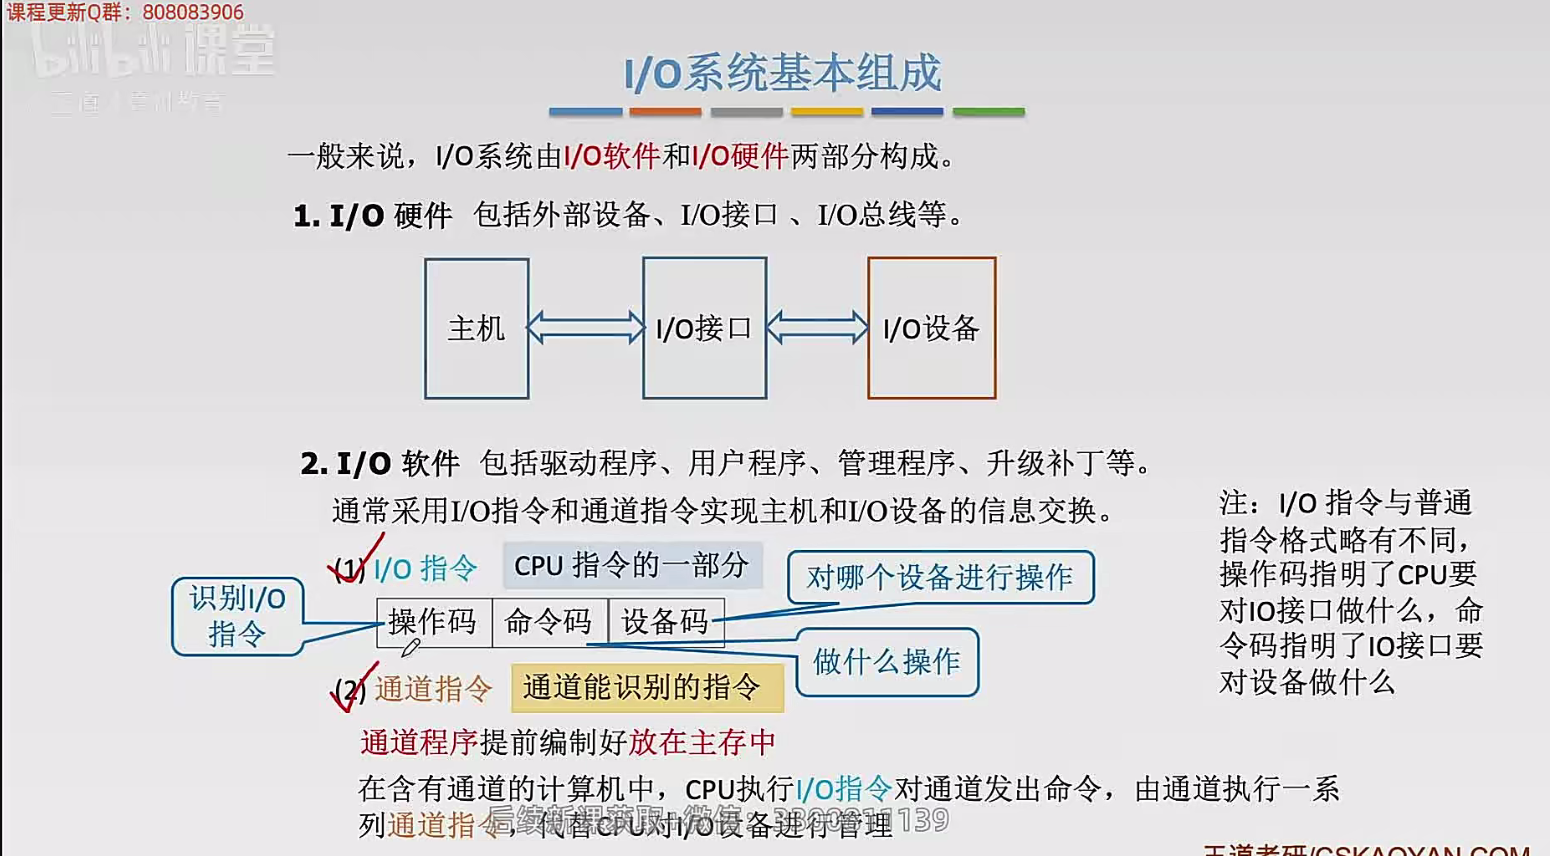 课程更新Q群：808083906
bilibili课堂
I/O系统基本组成
一般来说，I/O系统由I/O软件和I/O硬件两部分构成。
1. I/O 硬件 包括外部设备、I/O接口 、I/O总线等。
主机
I/O接口
I/O设备
2. I/O 软件 包括驱动程序、用户程序、管理程序、升级补丁等。
通常采用I/O指令和通道指令实现主机和I/O设备的信息交换。
(1) I/O 指令
CPU 指令的一部分
对哪个设备进行操作
识别I/O
指令
操作码
命令码
设备码
做什么操作
(2) 通道指令
通道能识别的指令
通道程序提前编制好放在主存中
在含有通道的计算机中，CPU执行I/O指令对通道发出命令，由通道执行一系
列通道指令，代替CPU对I/O设备进行管理
注：I/O 指令与普通
指令格式略有不同，
操作码指明了CPU要
对IO接口做什么，命
令码指明了IO接口要
对设备做什么
王道考研/CSKAOYAN.COM